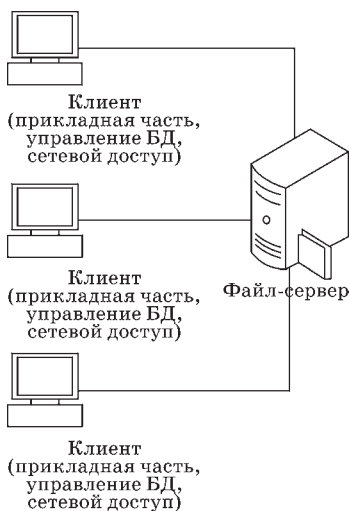 Клиент
(прикладная часть,
управление БД,
сетевой доступ)
Клиент
(прикладная часть,
управление БД,
сетевой доступ)
Файл-сервер
Клиент
(прикладная часть,
управление БД,
сетевой доступ)